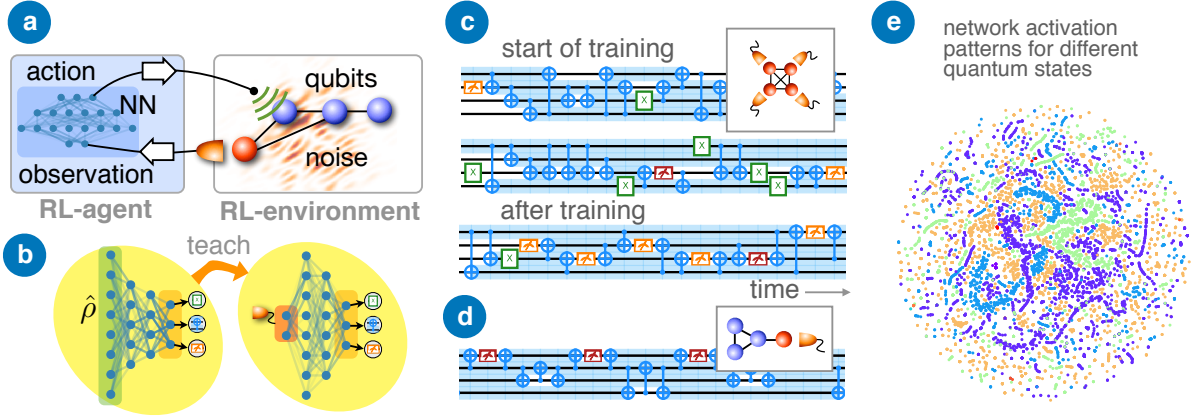 a
action
NN
observation
RL-agent
qubits
noise
RL-environment
b
teach
ρ̂
c
start of training
X
X
X
X
X
X
after training
X
time
d
e
network activation
patterns for different
quantum states